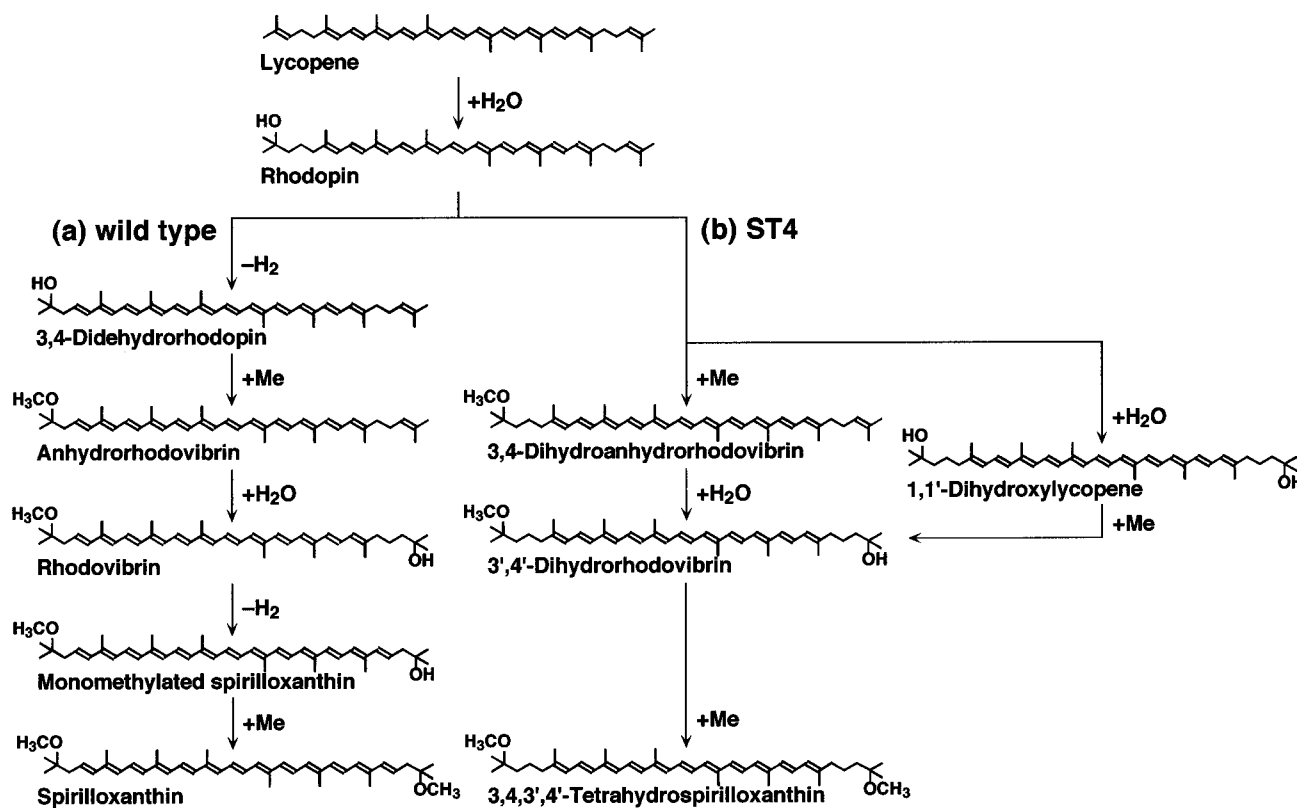 Lycopene
+H₂O
HO
Rhodopin
(a) wild type
(b) ST4
–H₂
HO
3,4-Didehydrorhodopin
+Me
+Me
+H₂O
H₃CO
Anhydrorhodovibrin
H₃CO
3,4-Dihydroanhydrorhodovibrin
HO
OH
1,1'-Dihydroxylycopene
+H₂O
+H₂O
+Me
H₃CO
OH
Rhodovibrin
H₃CO
OH
3',4'-Dihydrorhodovibrin
–H₂
H₃CO
OH
Monomethylated spirilloxanthin
+Me
+Me
H₃CO
OCH₃
Spirilloxanthin
H₃CO
OCH₃
3,4,3',4'-Tetrahydrospirilloxanthin